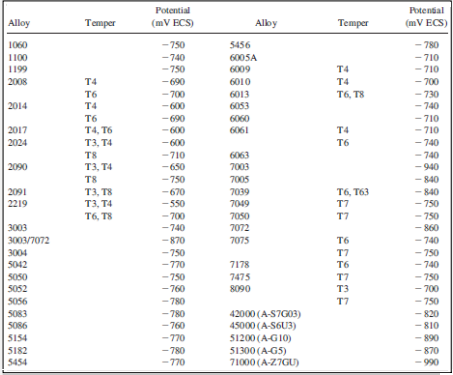 Potential Potential
Alloy Temper (mV ECS) Alloy Temper (mV ECS)
1060 −750 5456 −780
1100 −740 6005A −710
1199 −750 6009 T4 −710
2008 T4 −690 6010 T4 −700
T6 −700 6013 T6, T8 −730
2014 T4 −600 6053 −740
T6 −690 6060 −710
2017 T4, T6 −600 6061 T4 −710
2024 T3, T4 −600 T6 −740
T8 −710 6063 −740
2090 T3, T4 −650 7003 −940
T8 −750 7005 −840
2091 T3, T8 −670 7039 T6, T63 −840
2219 T3, T4 −550 7049 T7 −750
T6, T8 −700 7050 T7 −750
3003 −740 7072 −860
3003/7072 −870 7075 T6 −740
3004 −750 T7 −750
5042 −770 7178 T6 −740
5050 −750 7475 T7 −750
5052 −760 8090 T3 −700
5056 −780 T7 −750
5083 −780 42000 (A-S7G03) −820
5086 −760 45000 (A-S6U3) −810
5154 −770 51200 (A-G10) −890
5182 −780 51300 (A-G5) −870
5454 −770 71000 (A-Z7GU) −990